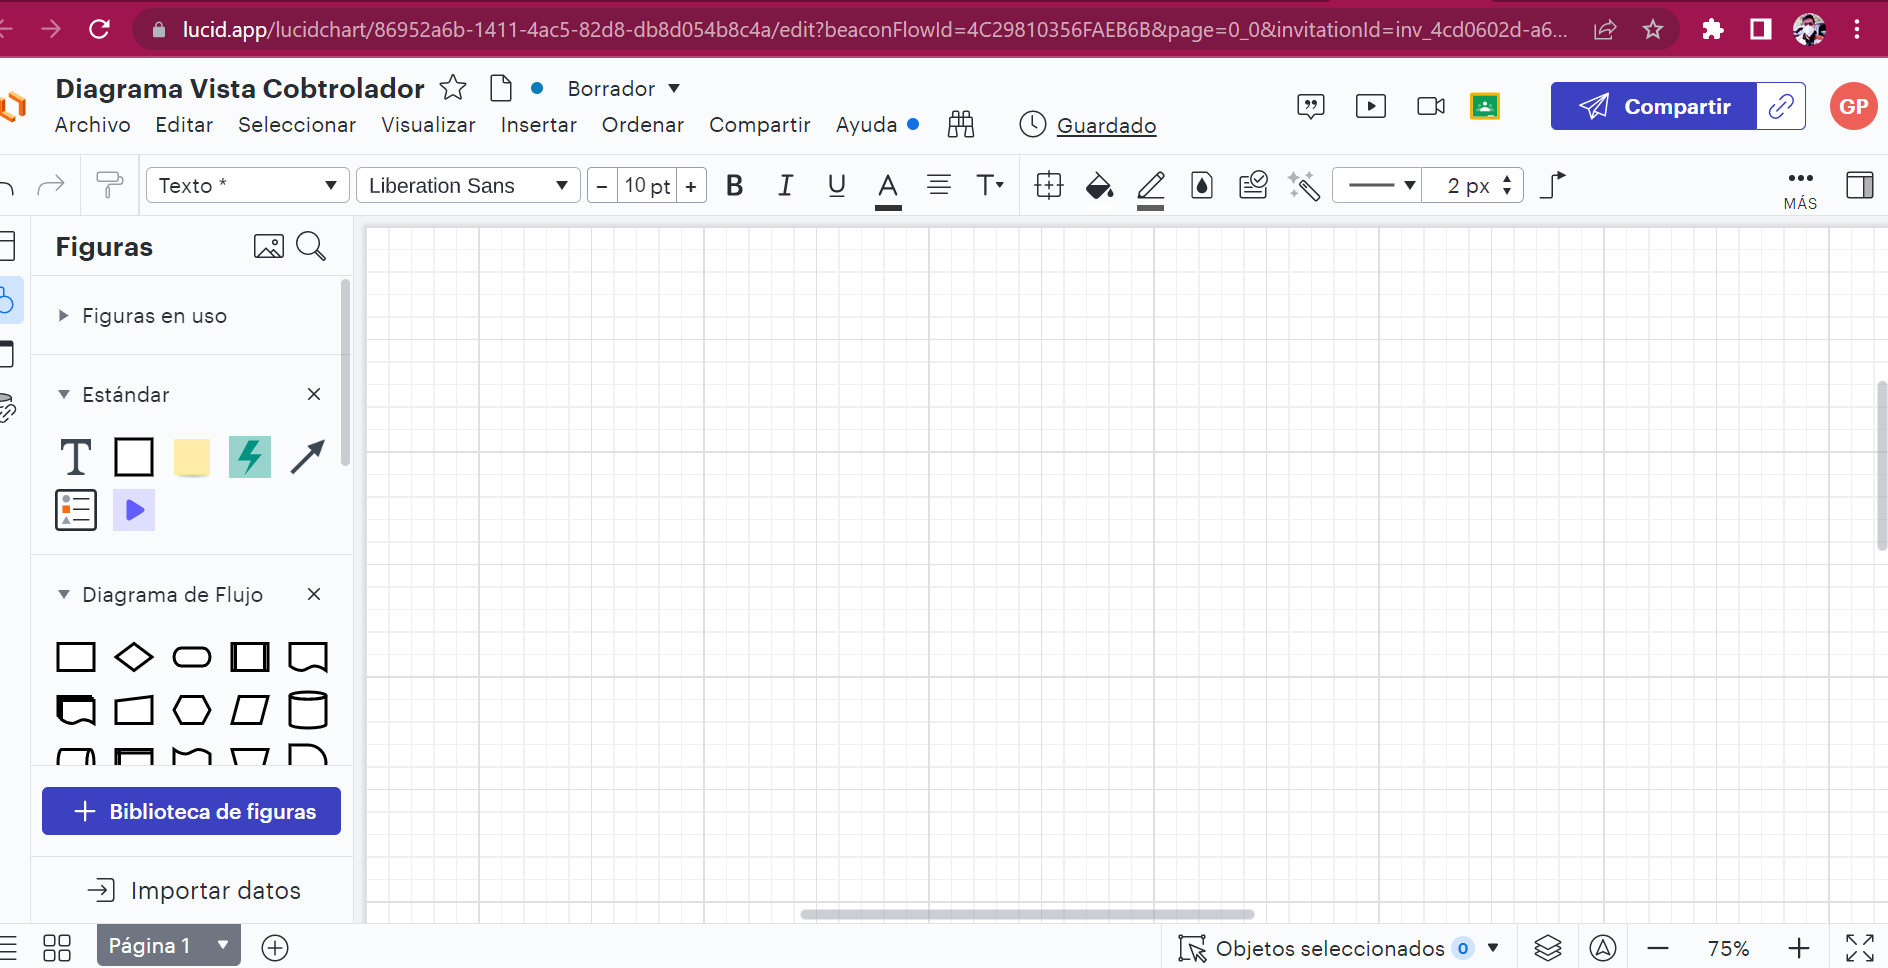 lucid.app/lucidchart/86952a6b-1411-4ac5-82d8-db8d054b8c4a/edit?beaconFlowId=4C29810356FAEB6B&page=0_0&invitationId=inv_4cd0602d-a6...
Diagrama Vista Cobtrolador
Borrador
Archivo Editar Seleccionar Visualizar Insertar Ordenar Compartir Ayuda
Guardado
Compartir
GP
Texto *
Liberation Sans
- 10 pt +
B I U A T
2 px
MÁS
Figuras
Figuras en uso
Estándar
T
Diagrama de Flujo
Biblioteca de figuras
Importar datos
Página 1
Objetos seleccionados 0
75%